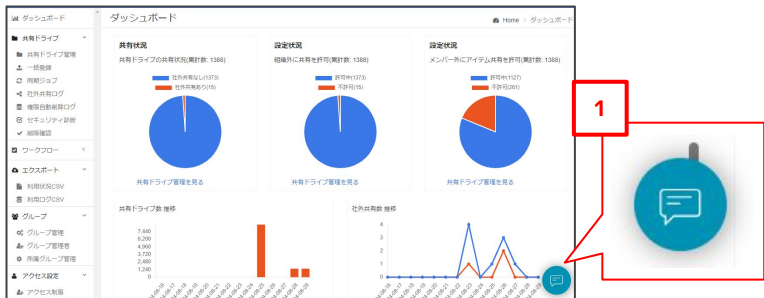 ダッシュボード
共有ドライブ
共有ドライブ管理
一括登録
同期ジョブ
社外共有ログ
権限自動削除ログ
セキュリティ診断
削除確認
ワークフロー
エクスポート
利用状況CSV
利用ログCSV
グループ
グループ管理
グループ管理者
所属グループ管理
アクセス設定
アクセス制限
ダッシュボード
Home > ダッシュボード
共有状況
共有ドライブの共有状況(累計数: 1388)
社外共有なし(1373)
社外共有あり(15)
共有ドライブ管理を見る
設定状況
組織外に共有を許可(累計数: 1388)
許可中(1373)
不許可(15)
共有ドライブ管理を見る
設定状況
メンバー外にアイテム共有を許可(累計数: 1388)
許可中(1127)
不許可(261)
共有ドライブ管理を見る
共有ドライブ数 推移
7,440
6,200
4,960
3,720
2,480
1,240
0
社外共有数 推移
4
3
2
1
0
1